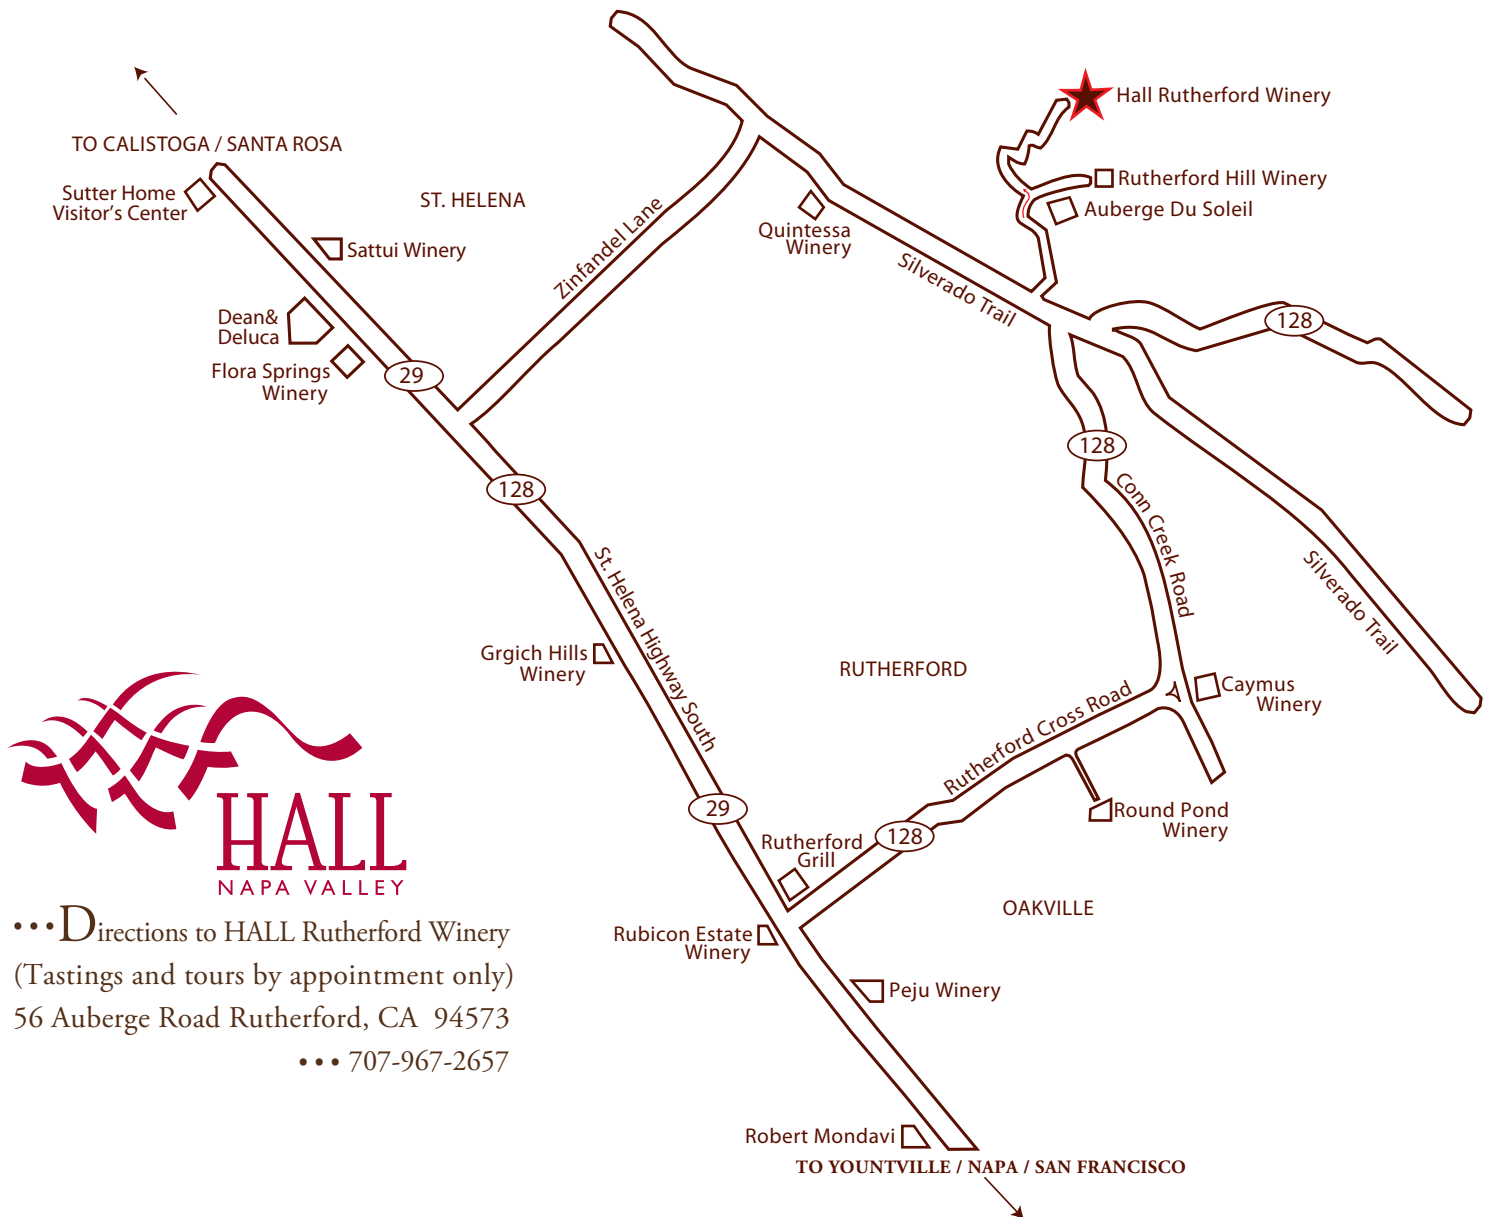 Hall Rutherford Winery
TO CALISTOGA / SANTA ROSA
Rutherford Hill Winery
Sutter Home
Visitor's Center
ST. HELENA
Auberge Du Soleil
Zinfandel Lane
Quintessa
Winery
Sattui Winery
Silverado Trail
128
Dean&
Deluca
Flora Springs
Winery
29
128
128
Conn Creek Road
St. Helena Highway South
Silverado Trail
Grgich Hills
Winery
RUTHERFORD
Caymus
Winery
Rutherford Cross Road
29
Round Pond
Winery
128
Rutherford
Grill
HALL
NAPA VALLEY
OAKVILLE
•••Directions to HALL Rutherford Winery
(Tastings and tours by appointment only)
56 Auberge Road Rutherford, CA  94573
••• 707-967-2657
Rubicon Estate
Winery
Peju Winery
Robert Mondavi
TO YOUNTVILLE / NAPA / SAN FRANCISCO